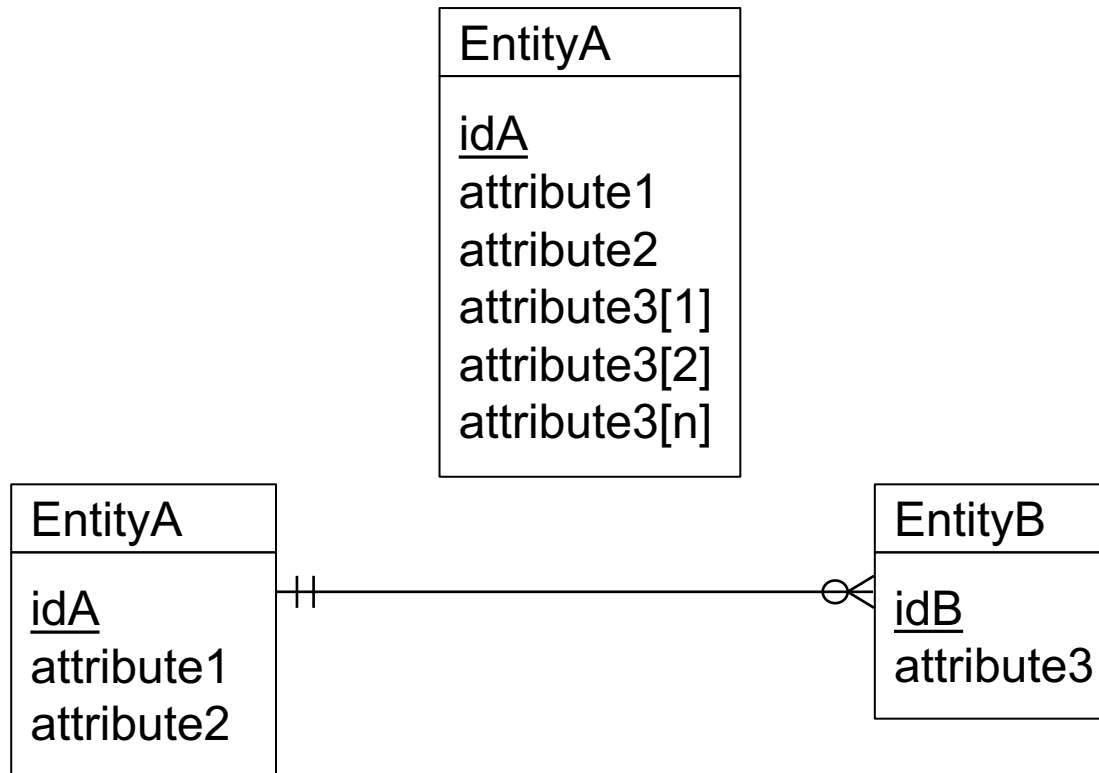 EntityA
idA
attribute1
attribute2
attribute3[1]
attribute3[2]
attribute3[n]
EntityA
idA
attribute1
attribute2
EntityB
idB
attribute3